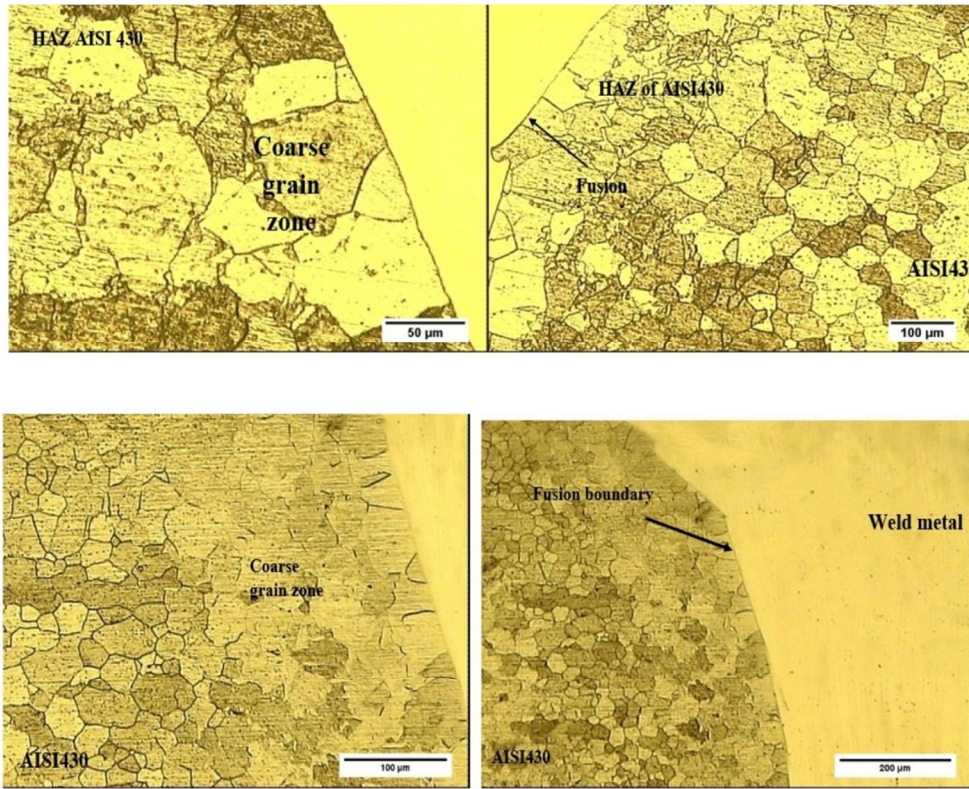 HAZ AISI 430
Coarse
grain
zone
50 µm
HAZ of AISI430
Fusion
AISI43
100 µm
Coarse
grain zone
AISI430
100 µm
Fusion boundary
Weld metal
AISI430
200 µm